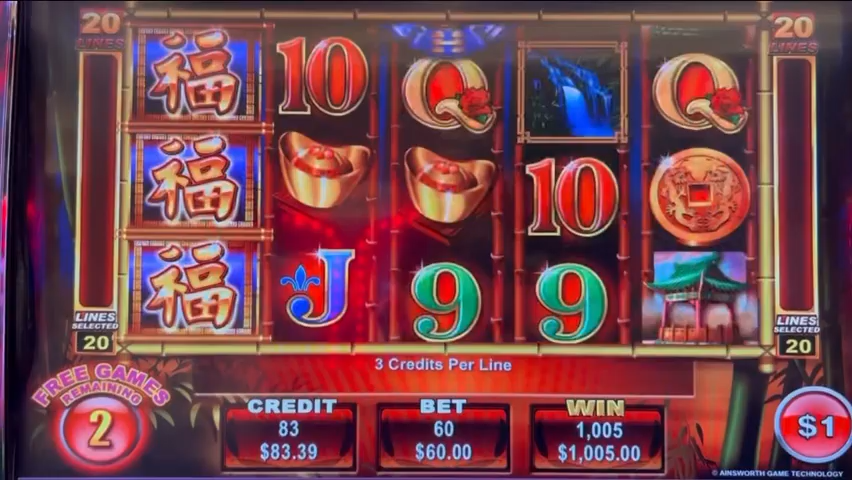 20
LINES
20
LINES
福
10
Q
Q
福
10
福
J
9
9
LINES
SELECTED
20
LINES
SELECTED
20
3 Credits Per Line
FREE GAMES
REMAINING
2
CREDIT
83
$83.39
BET
60
$60.00
WIN
1,005
$1,005.00
$1
© AINSWORTH GAME TECHNOLOGY